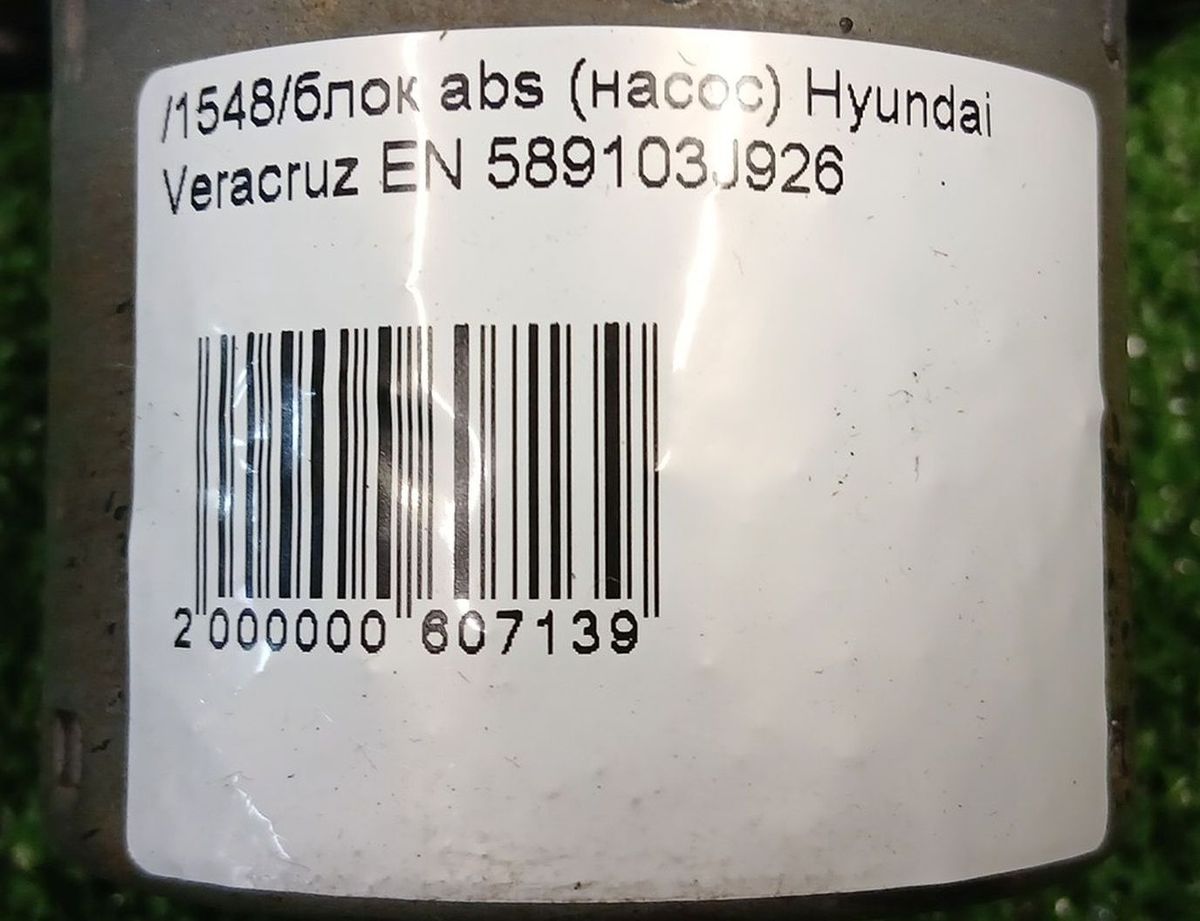 /1548/блок abs (насос) Hyundai
Veracruz EN 589103J926
2 000000 607139